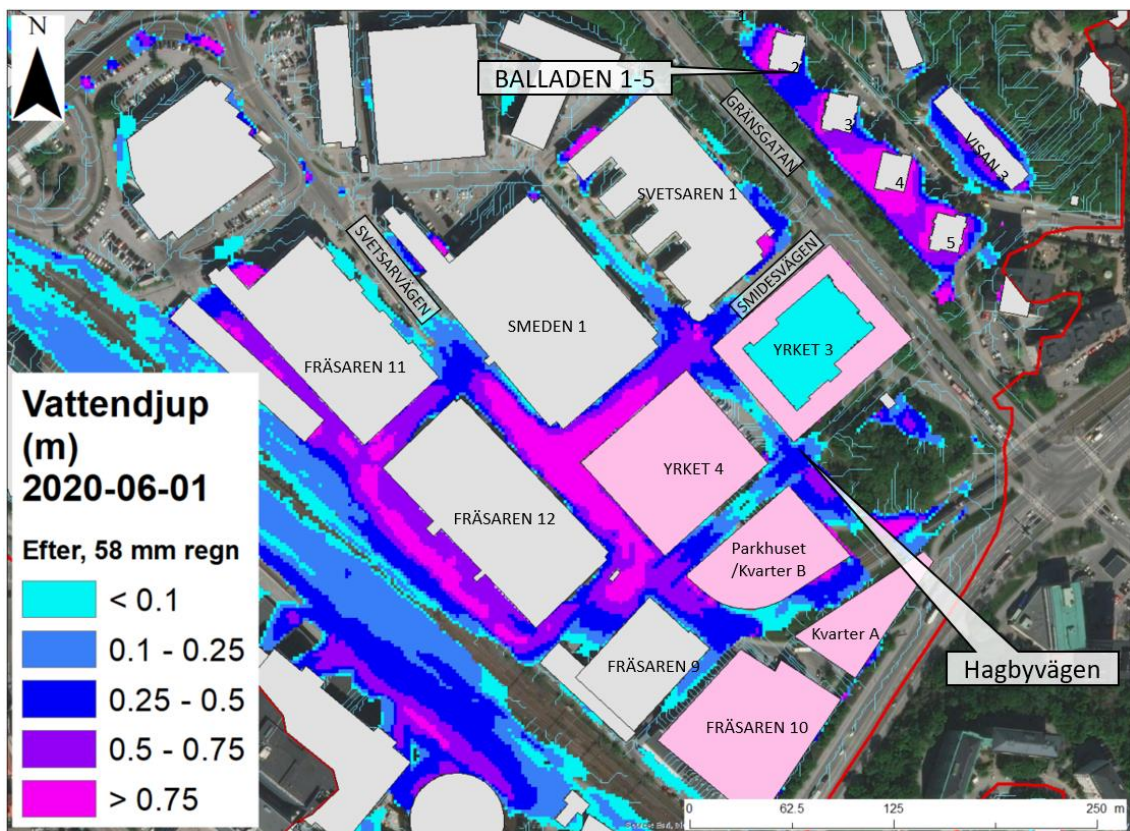 N
BALLADEN 1-5
2
3
4
5
VISAN 3
GRÄNSGATAN
SVETSAREN 1
SVETSARVÄGEN
SMIDESVÄGEN
SMEDEN 1
YRKET 3
FRÄSAREN 11
YRKET 4
FRÄSAREN 12
Parkhuset
/Kvarter B
Kvarter A
Hagbyvägen
FRÄSAREN 9
FRÄSAREN 10
Vattendjup
(m)
2020-06-01
Efter, 58 mm regn
< 0.1
0.1 - 0.25
0.25 - 0.5
0.5 - 0.75
> 0.75
0 62.5 125 250 m